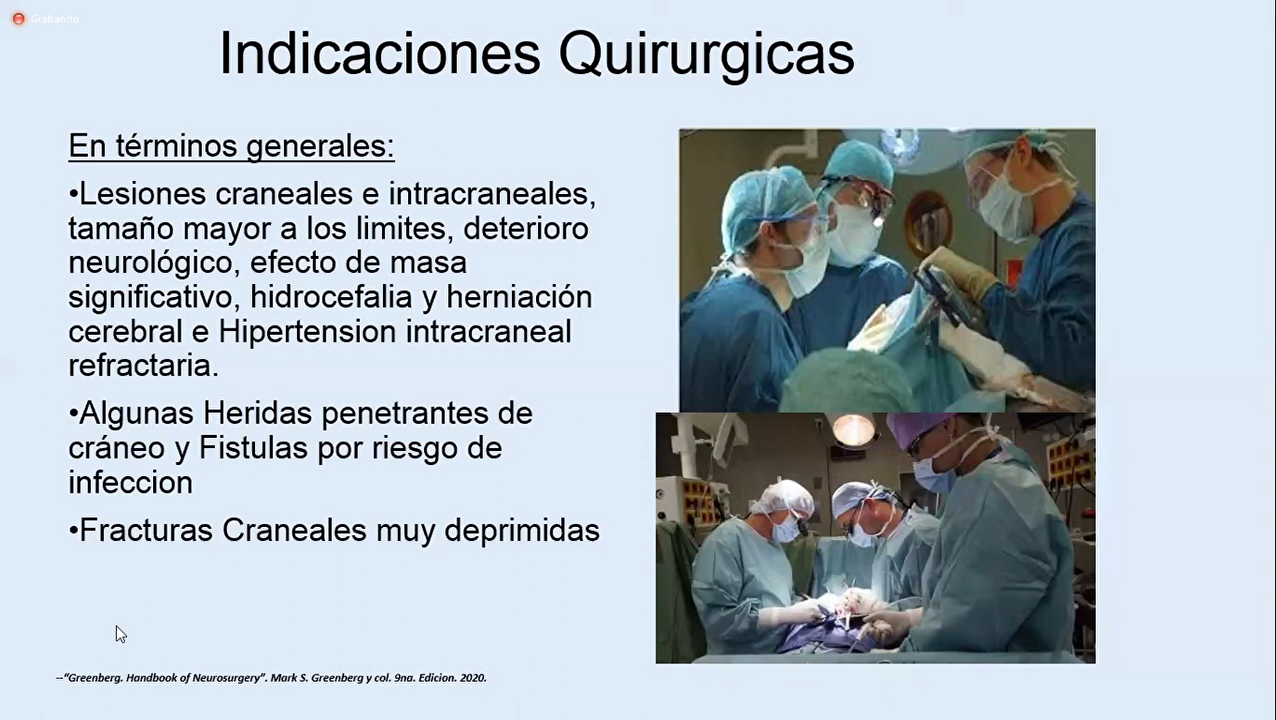 Grabando
Indicaciones Quirurgicas
En términos generales:
•Lesiones craneales e intracraneales,
tamaño mayor a los limites, deterioro
neurológico, efecto de masa
significativo, hidrocefalia y herniación
cerebral e Hipertension intracraneal
refractaria.
•Algunas Heridas penetrantes de
cráneo y Fistulas por riesgo de
infeccion
•Fracturas Craneales muy deprimidas
--“Greenberg. Handbook of Neurosurgery”. Mark S. Greenberg y col. 9na. Edicion. 2020.